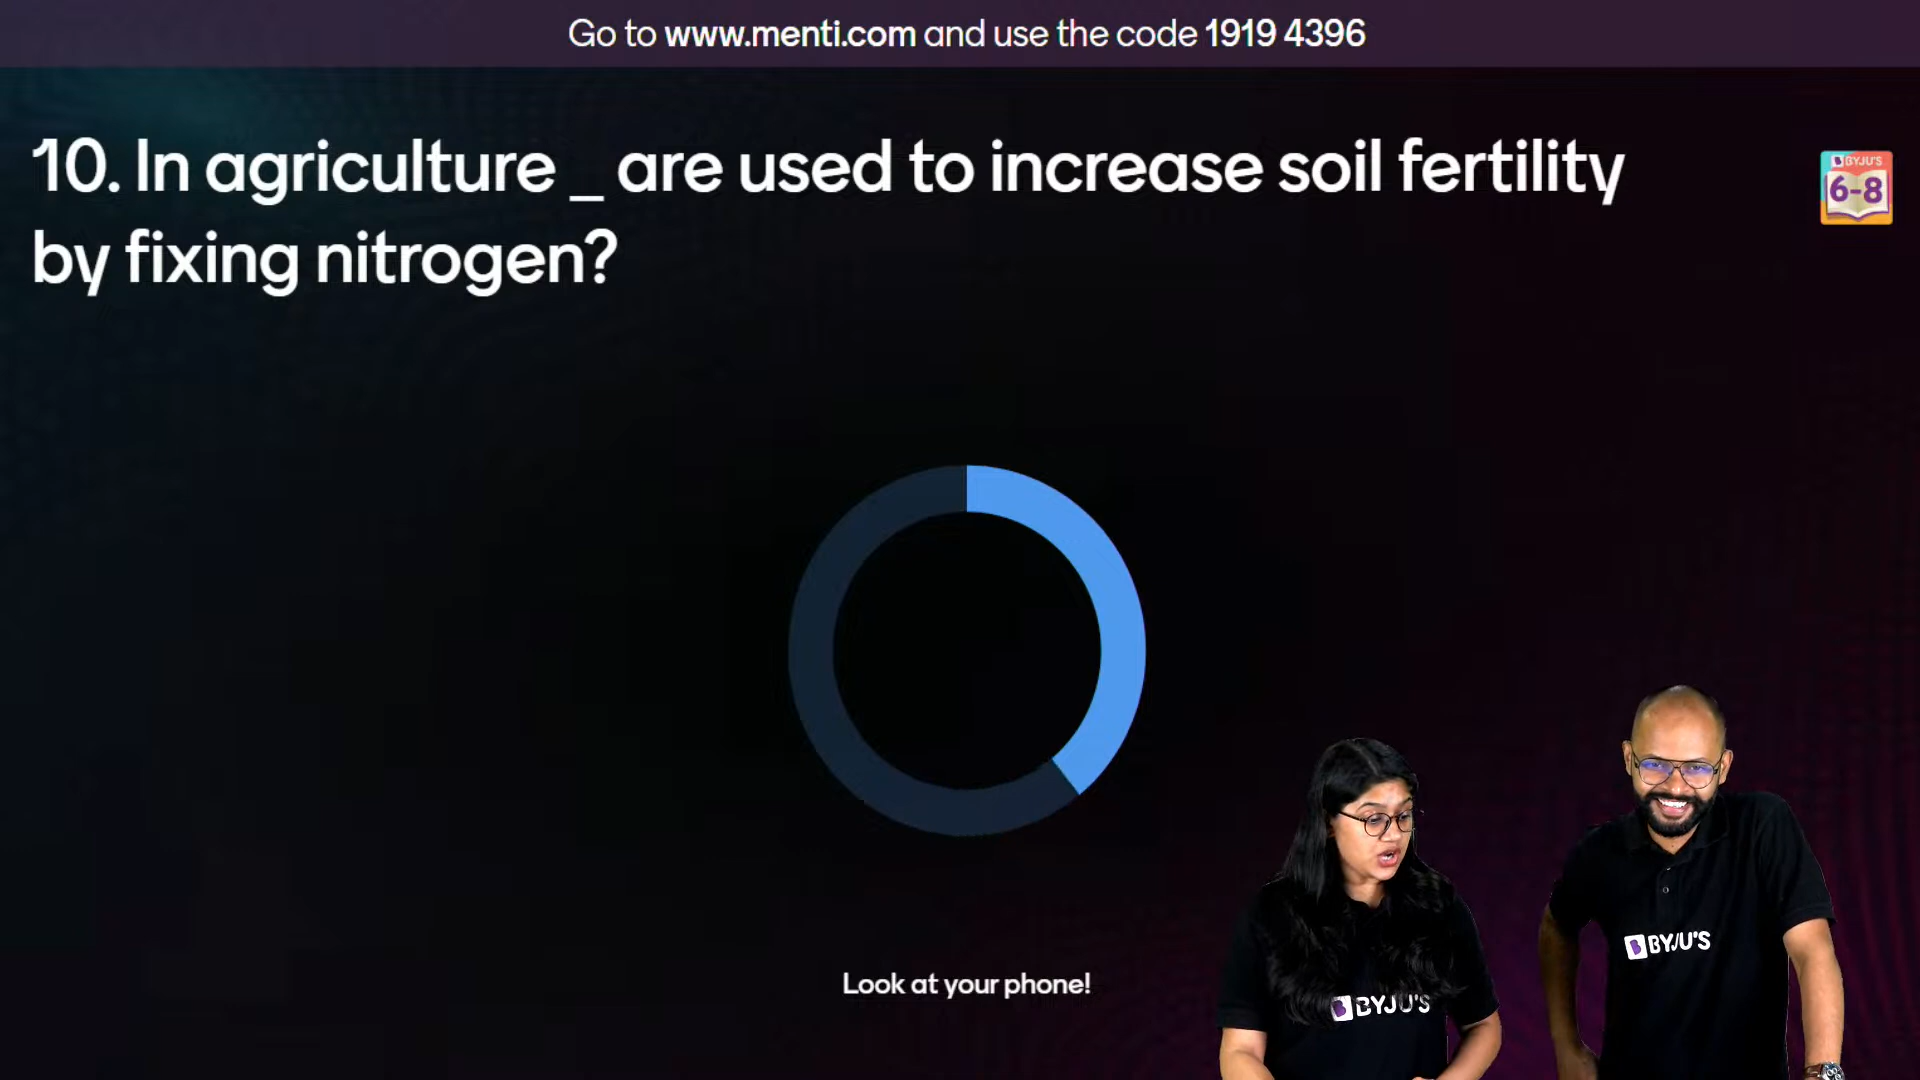 Go to www.menti.com and use the code 1919 4396
10. In agriculture _ are used to increase soil fertility
by fixing nitrogen?
BYJU'S
6-8
Look at your phone!
BYJU'S
BYJU'S